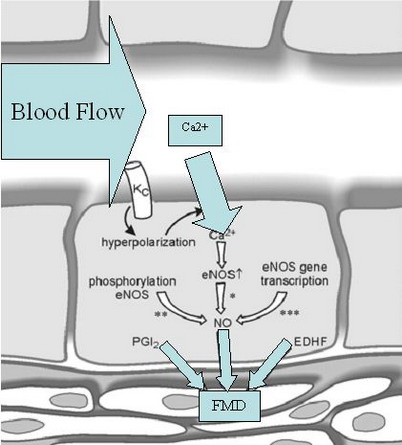 Blood Flow
Ca2+
Kc
hyperpolarization
Ca²⁺
eNOS↑
phosphorylation
eNOS
eNOS gene
transcription
*
**
NO
***
PGI₂
EDHF
FMD